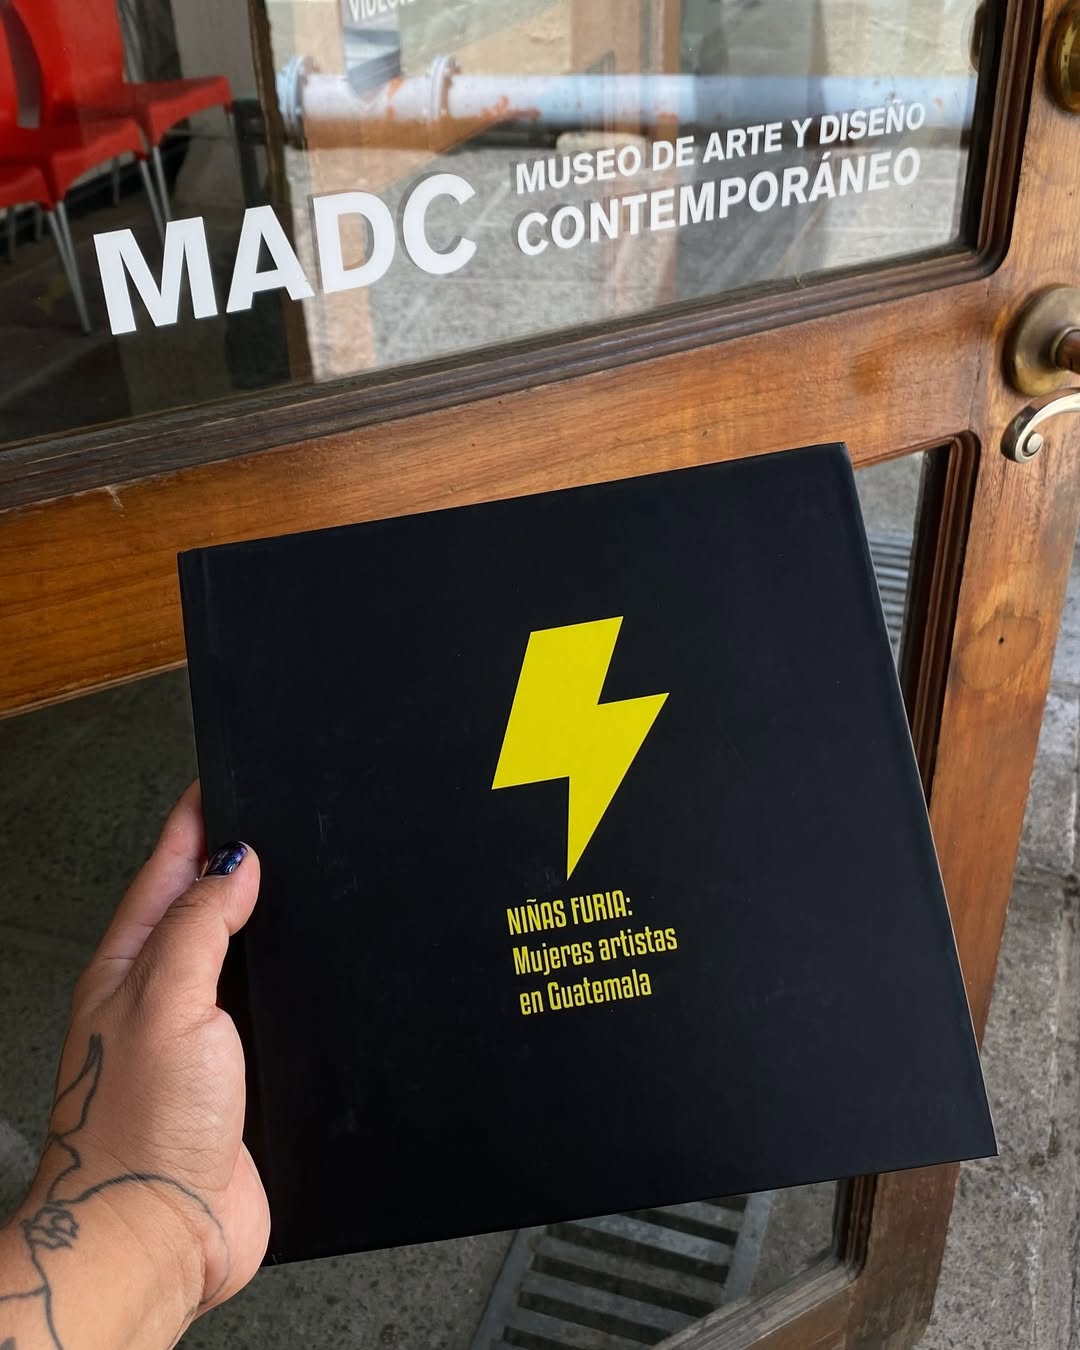 MADC
MUSEO DE ARTE Y DISEÑO
CONTEMPORÁNEO
NIÑAS FURIA:
Mujeres artistas
en Guatemala